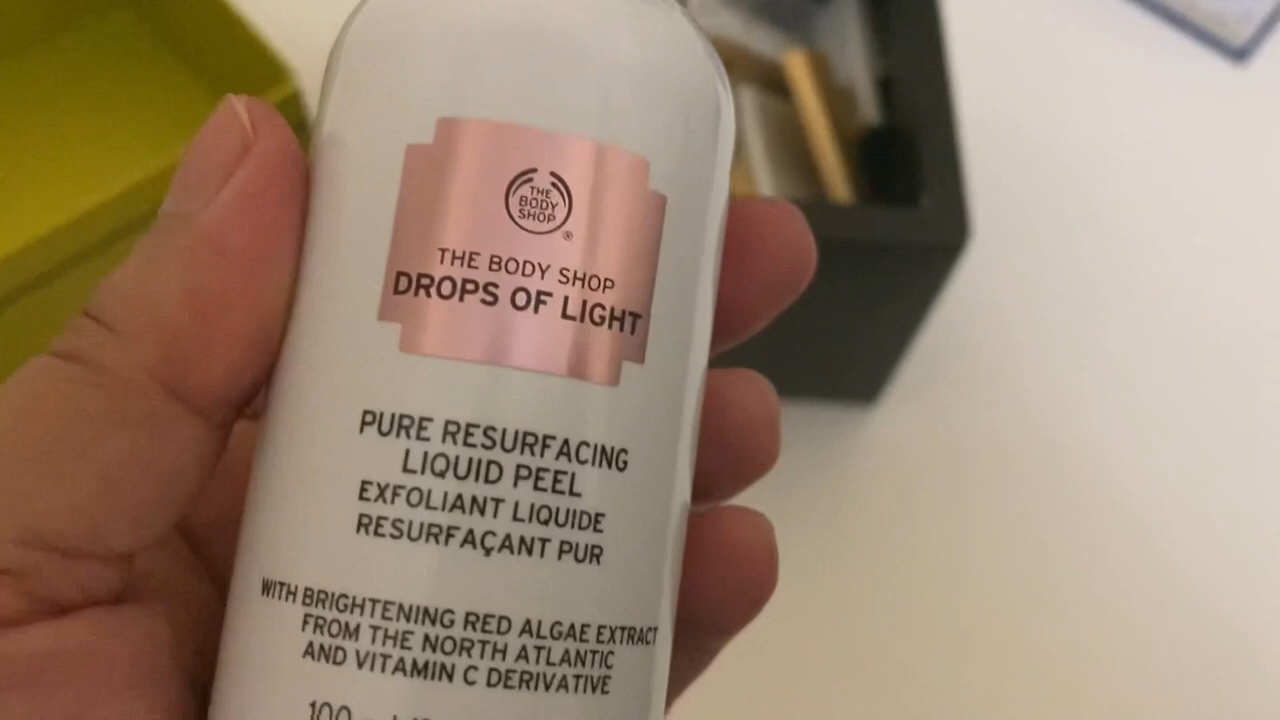 THE
BODY
SHOP
®
THE BODY SHOP
DROPS OF LIGHT
PURE RESURFACING
LIQUID PEEL
EXFOLIANT LIQUIDE
RESURFAÇANT PUR
WITH BRIGHTENING RED ALGAE EXTRACT
FROM THE NORTH ATLANTIC
AND VITAMIN C DERIVATIVE
100